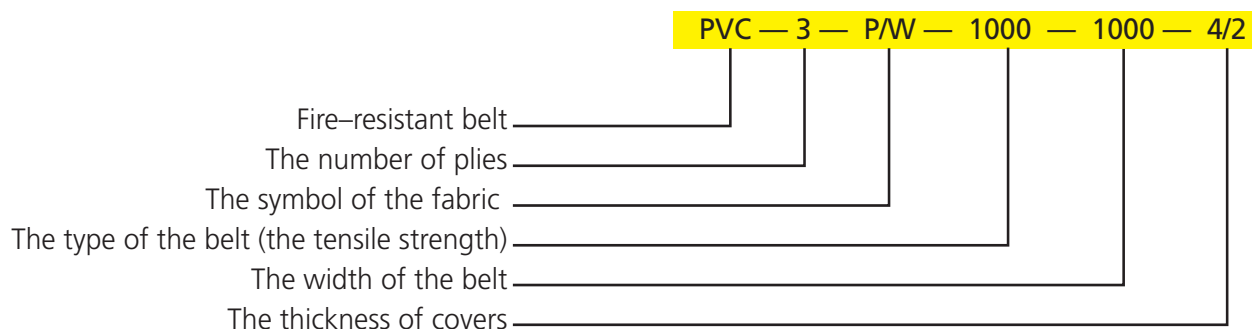 PVC — 3 — P/W — 1000 — 1000 — 4/2
Fire–resistant belt
The number of plies
The symbol of the fabric
The type of the belt (the tensile strength)
The width of the belt
The thickness of covers